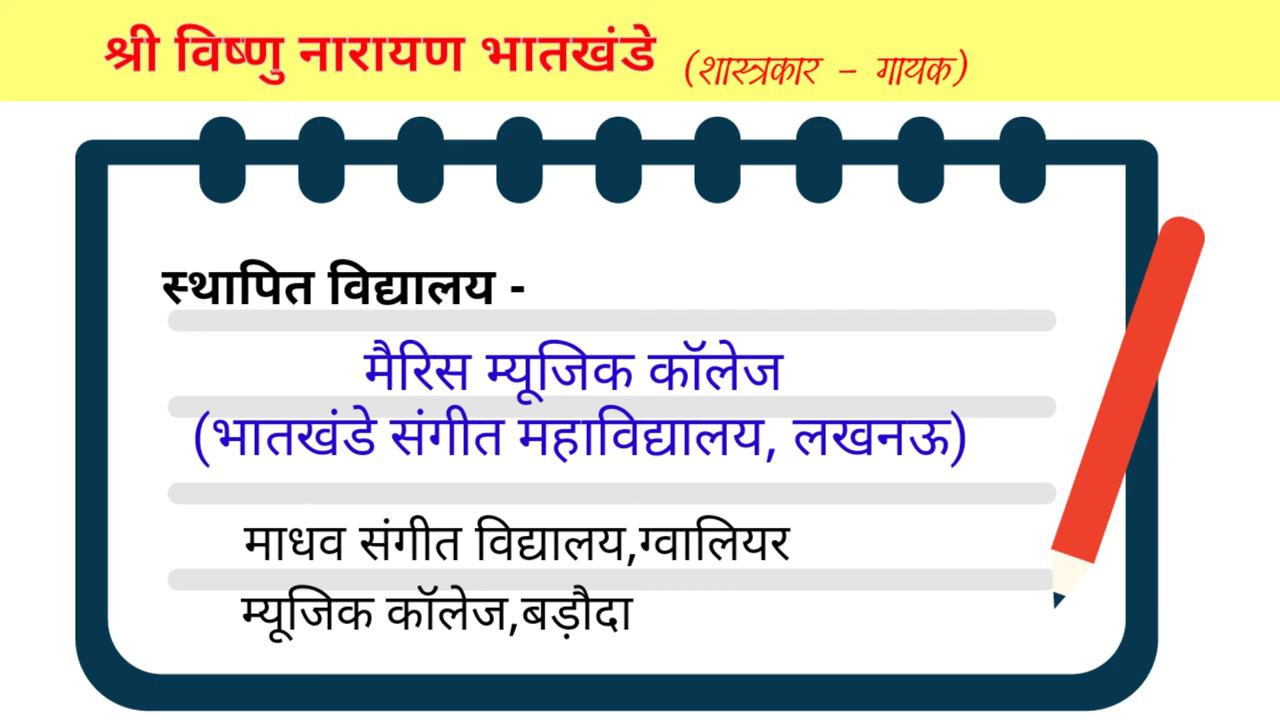 श्री विष्णु नारायण भातखंडे (शास्त्रकार - गायक)
स्थापित विद्यालय -
मैरिस म्यूजिक कॉलेज
(भातखंडे संगीत महाविद्यालय, लखनऊ)
माधव संगीत विद्यालय,ग्वालियर
म्यूजिक कॉलेज,बड़ौदा